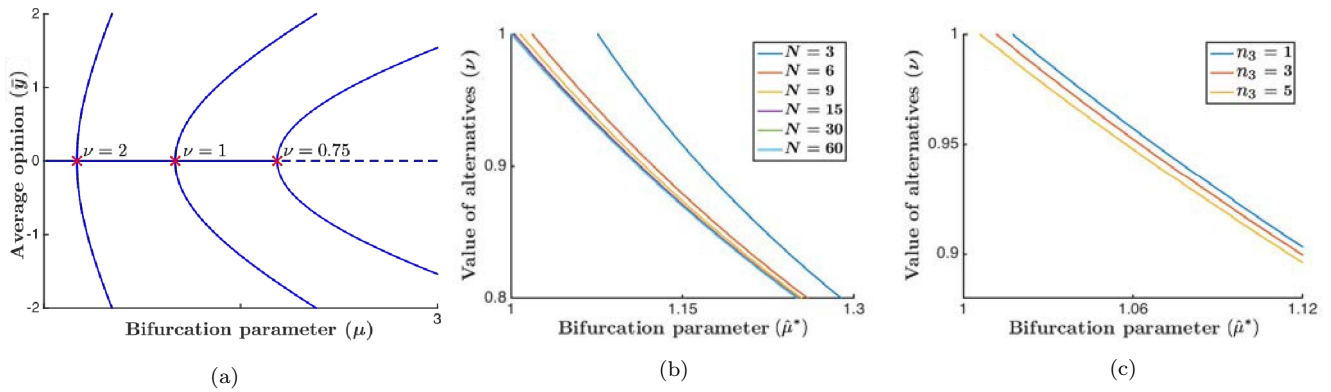 Average opinion (ȳ)
2
1
0
-1
-2
ν = 2
ν = 1
ν = 0.75
3
Bifurcation parameter (μ)
(a)
Value of alternatives (ν)
1
0.9
0.8
N = 3
N = 6
N = 9
N = 15
N = 30
N = 60
1
1.15
1.3
Bifurcation parameter (μ̂*)
(b)
Value of alternatives (ν)
1
0.95
0.9
n₃ = 1
n₃ = 3
n₃ = 5
1
1.06
1.12
Bifurcation parameter (μ̂*)
(c)